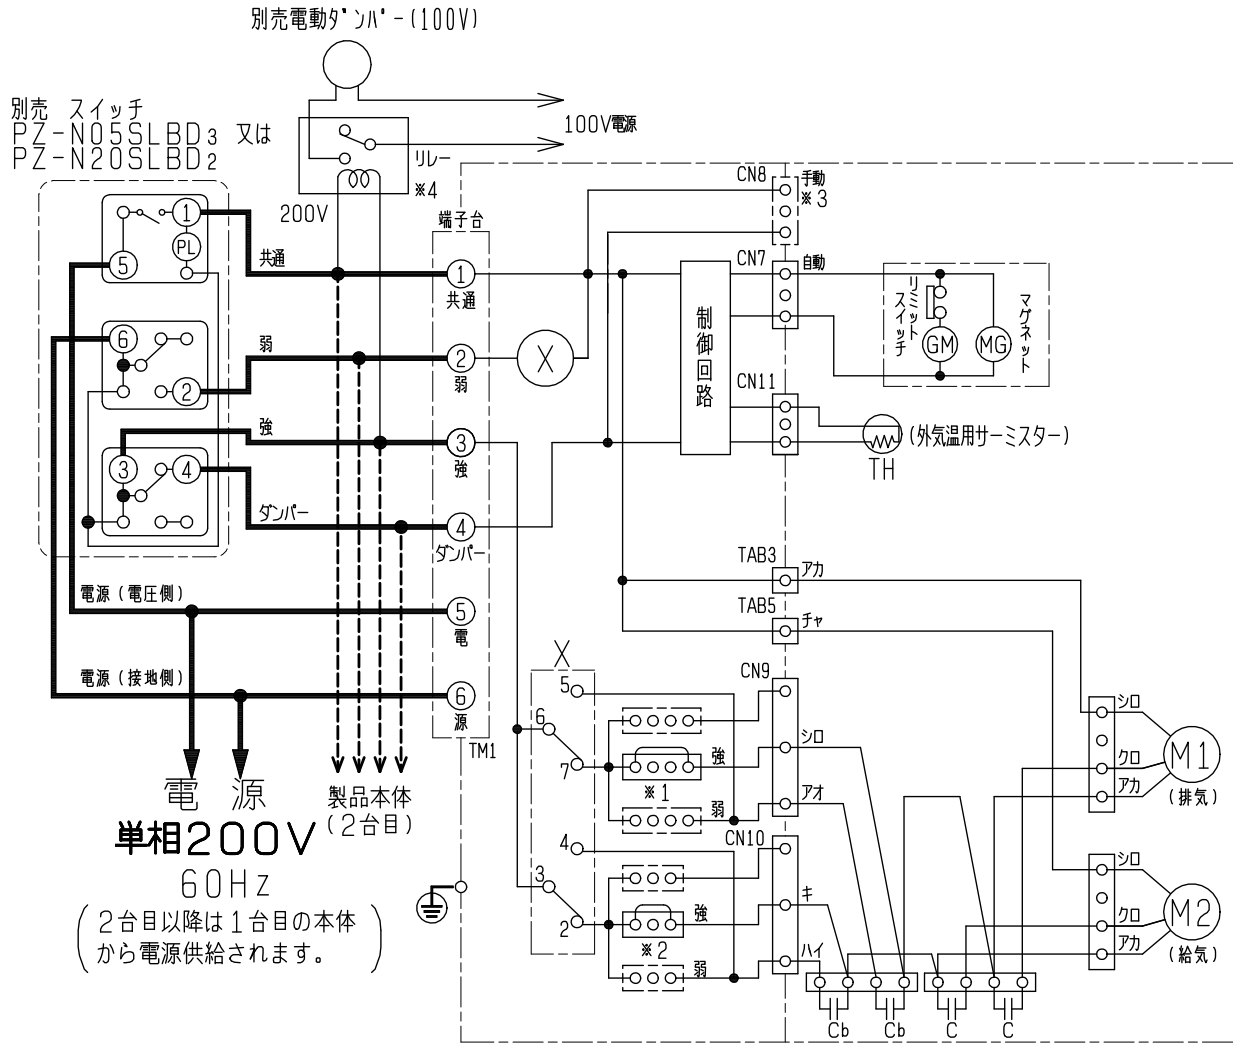 別売電動ダンパー(100V)
100V電源
別売 スイッチ
PZ-N05SLBD3 又は
PZ-N20SLBD2
リレー
※4
200V
端子台
1
PL
5
共通
1
共通
6
2
弱
2
弱
X
3
4
強
3
強
ダンパー
4
ダンパー
電源(電圧側)
5
電
電源(接地側)
6
源
TM1
電 源
単相200V
60Hz
(2台目以降は1台目の本体
から電源供給されます。)
製品本体
(2台目)
CN8
手動
※3
CN7
自動
制御回路
CN11
リミット
スイッチ
GM
MG
マグネット
(外気温用サーミスター)
TH
TAB3
アカ
TAB5
チャ
X
5
6
7
4
3
2
CN9
強
※1
弱
シロ
アオ
CN10
強
※2
弱
キ
ハイ
シロ
クロ
アカ
M1
(排気)
シロ
クロ
アカ
M2
(給気)
Cb
Cb
C
C